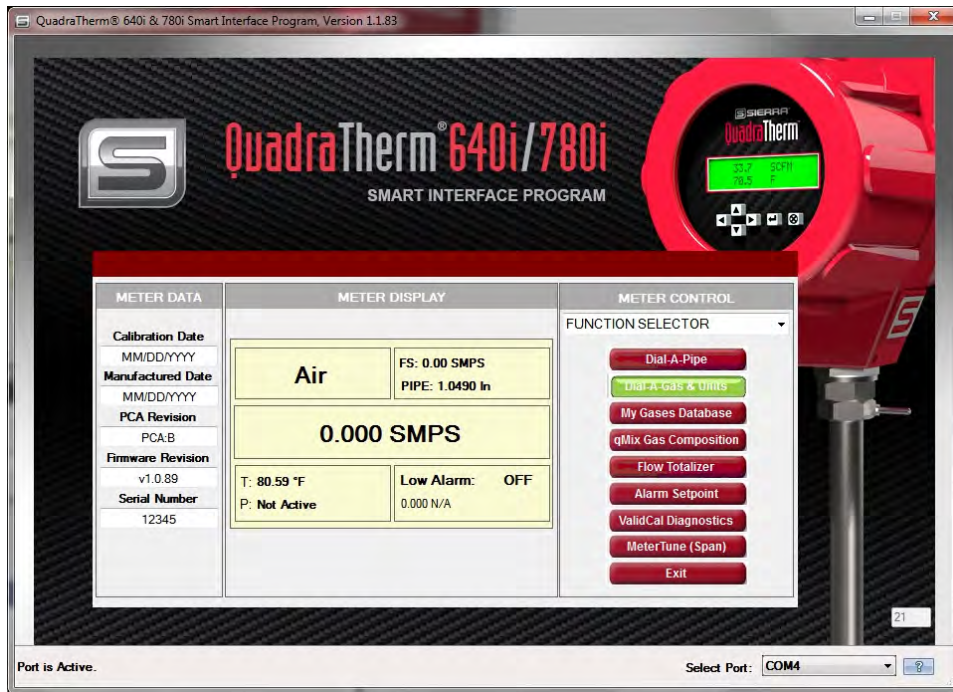 QuadraTherm® 640i & 780i Smart Interface Program, Version 1.1.83
QuadraTherm® 640i/780i
SMART INTERFACE PROGRAM
SIERRA
QuadraTherm
33.7 SCFM
78.5 F
METER DATA
Calibration Date
MM/DD/YYYY
Manufactured Date
MM/DD/YYYY
PCA Revision
PCA:B
Firmware Revision
v1.0.89
Serial Number
12345
METER DISPLAY
Air
FS: 0.00 SMPS
PIPE: 1.0490 In
0.000 SMPS
T: 80.59 °F
P: Not Active
Low Alarm: OFF
0.000 N/A
METER CONTROL
FUNCTION SELECTOR
Dial-A-Pipe
Dial-A-Gas & Units
My Gases Database
qMix Gas Composition
Flow Totalizer
Alarm Setpoint
ValidCal Diagnostics
MeterTune (Span)
Exit
21
Port is Active.
Select Port: COM4
?